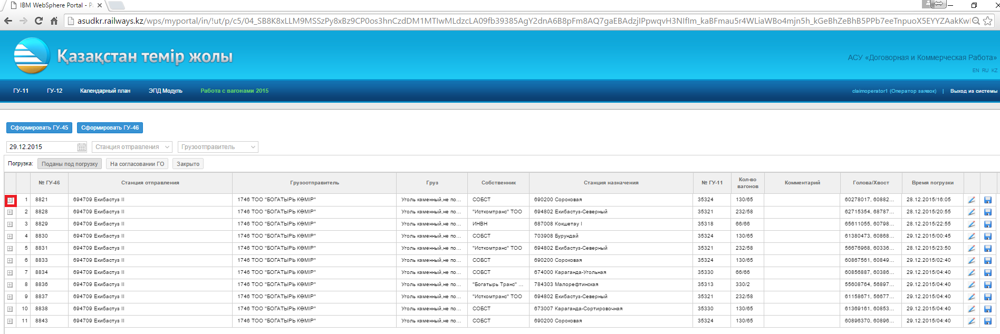 IBM WebSphere Portal - P
asudkr.railways.kz/wps/myportal/in/!ut/p/c5/04_SB8K8xLLM9MSSzPy8xBz9CP0os3hnCzdDM1MTIwMLdzcLA09fb39385AgY2dnA6B8pFm8AQ7gaEBAdzjIPpwqvH3NIfIm_kaBFmau5r4WLiaWBo4mjn5h_kGeBhZeBhB5PPb7eeTnpuoX5EYYZAakKw
Қазақстан темір жолы
АСУ «Договорная и Коммерческая Работа»
EN RU KZ
ГУ-11 ГУ-12 Календарный план ЭПД Модуль Работа с вагонами 2015 claimoperator1 (Оператор заявок) | Выход из системы
Сформировать ГУ-45 Сформировать ГУ-46
29.12.2015 Станция отправления Грузоотправитель
Погрузка: Поданы под погрузку На согласовании ГО Закрыто
№ ГУ-46 Станция отправления Грузоотправитель Груз Собственник Станция назначения № ГУ-11 Кол-во вагонов Комментарий Голова/Хвост Время погрузки
1 8821 694709 Екибастуз II 1746 ТОО "БОГАТЫРЬ КӨМІР" Уголь каменный,не по... СОБСТ 690200 Сороковая 35324 130/65 60278017, 60882... 28.12.2015/16:05
2 8828 694709 Екибастуз II 1746 ТОО "БОГАТЫРЬ КӨМІР" Уголь каменный,не по... "Исткомтранс" ТОО 694802 Екибастуз-Северный 35321 232/58 62715354, 68787... 28.12.2015/20:55
3 8829 694709 Екибастуз II 1746 ТОО "БОГАТЫРЬ КӨМІР" Уголь каменный,не по... ИНВН 687008 Кокшетау I 35318 66/66 65611055, 60798... 28.12.2015/22:55
4 8830 694709 Екибастуз II 1746 ТОО "БОГАТЫРЬ КӨМІР" Уголь каменный,не по... СОБСТ 703908 Бурундай 35324 130/65 61380473, 60868... 29.12.2015/00:45
5 8831 694709 Екибастуз II 1746 ТОО "БОГАТЫРЬ КӨМІР" Уголь каменный,не по... "Исткомтранс" ТОО 694802 Екибастуз-Северный 35321 232/58 56676968, 60336... 28.12.2015/23:50
6 8833 694709 Екибастуз II 1746 ТОО "БОГАТЫРЬ КӨМІР" Уголь каменный,не по... СОБСТ 690200 Сороковая 35324 130/65 60867561, 60849... 29.12.2015/02:40
7 8834 694709 Екибастуз II 1746 ТОО "БОГАТЫРЬ КӨМІР" Уголь каменный,не по... СОБСТ 674000 Караганда-Угольная 35330 66/66 60856887, 60386... 29.12.2015/04:40
8 8836 694709 Екибастуз II 1746 ТОО "БОГАТЫРЬ КӨМІР" Уголь каменный,не по... "Богатырь Транс" ... 784303 Малорефтинская 35313 330/2 55608764, 56897... 29.12.2015/04:40
9 8837 694709 Екибастуз II 1746 ТОО "БОГАТЫРЬ КӨМІР" Уголь каменный,не по... "Исткомтранс" ТОО 694802 Екибастуз-Северный 35321 232/58 61158671, 56677... 29.12.2015/04:40
10 8838 694709 Екибастуз II 1746 ТОО "БОГАТЫРЬ КӨМІР" Уголь каменный,не по... СОБСТ 673007 Караганда-Сортировочная 35330 130/65 61369161, 60853... 29.12.2015/04:40
11 8843 694709 Екибастуз II 1746 ТОО "БОГАТЫРЬ КӨМІР" Уголь каменный,не по... СОБСТ 690200 Сороковая 35324 130/65 60896370, 60896... 29.12.2015/04:40